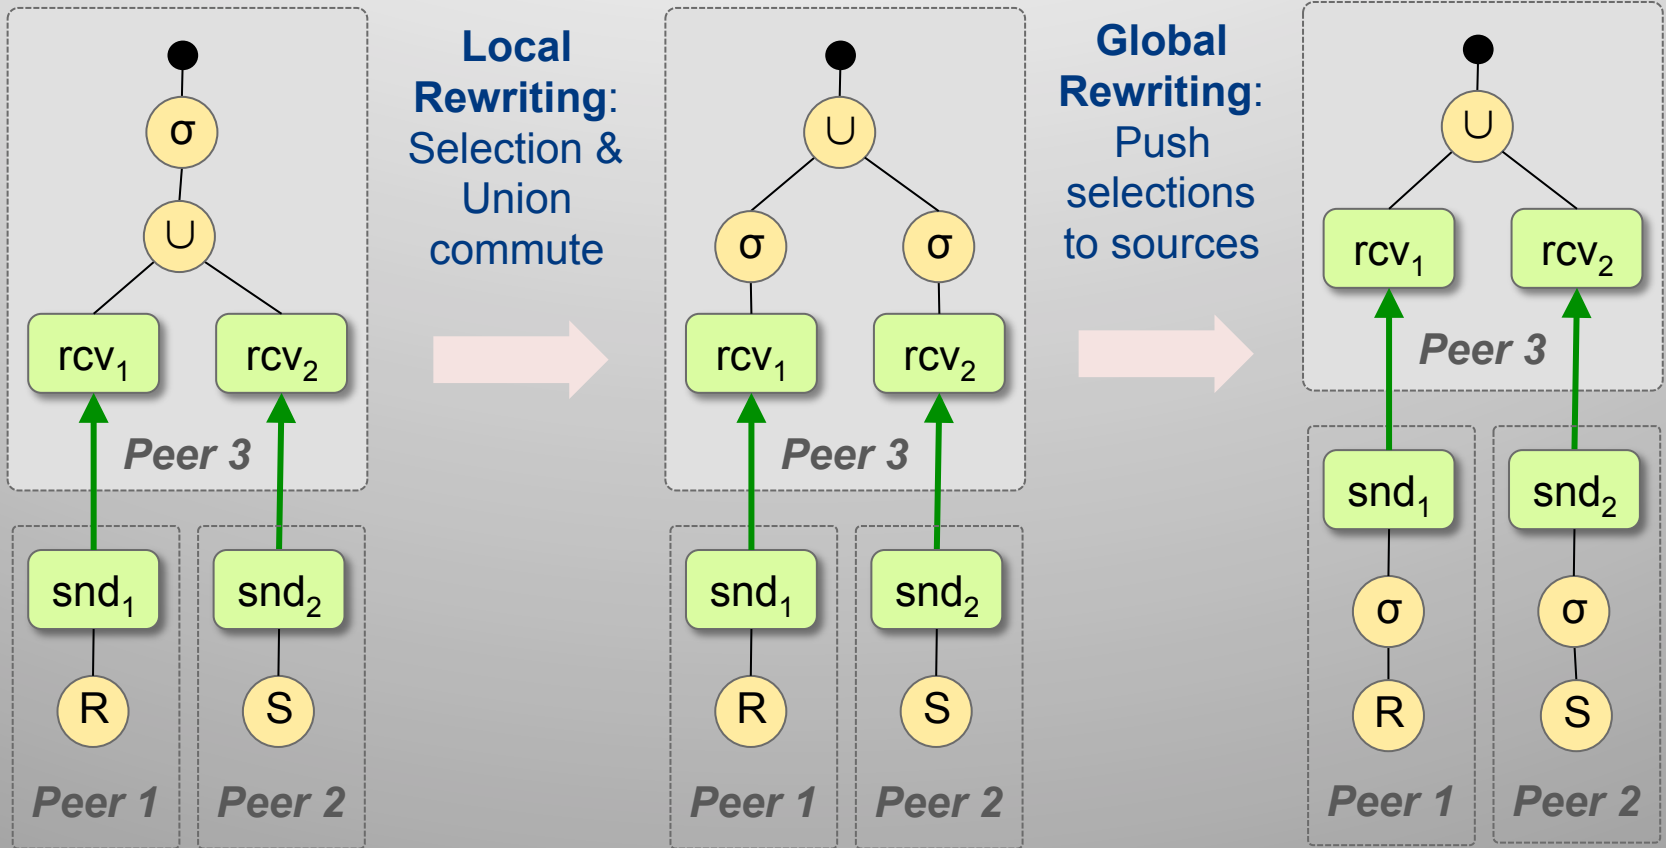 σ
∪
rcv1
rcv2
Peer 3
snd1
snd2
R
S
Peer 1
Peer 2
Local
Rewriting:
Selection &
Union
commute
∪
σ
σ
rcv1
rcv2
Peer 3
snd1
snd2
R
S
Peer 1
Peer 2
Global
Rewriting:
Push
selections
to sources
∪
rcv1
rcv2
Peer 3
snd1
snd2
σ
σ
R
S
Peer 1
Peer 2